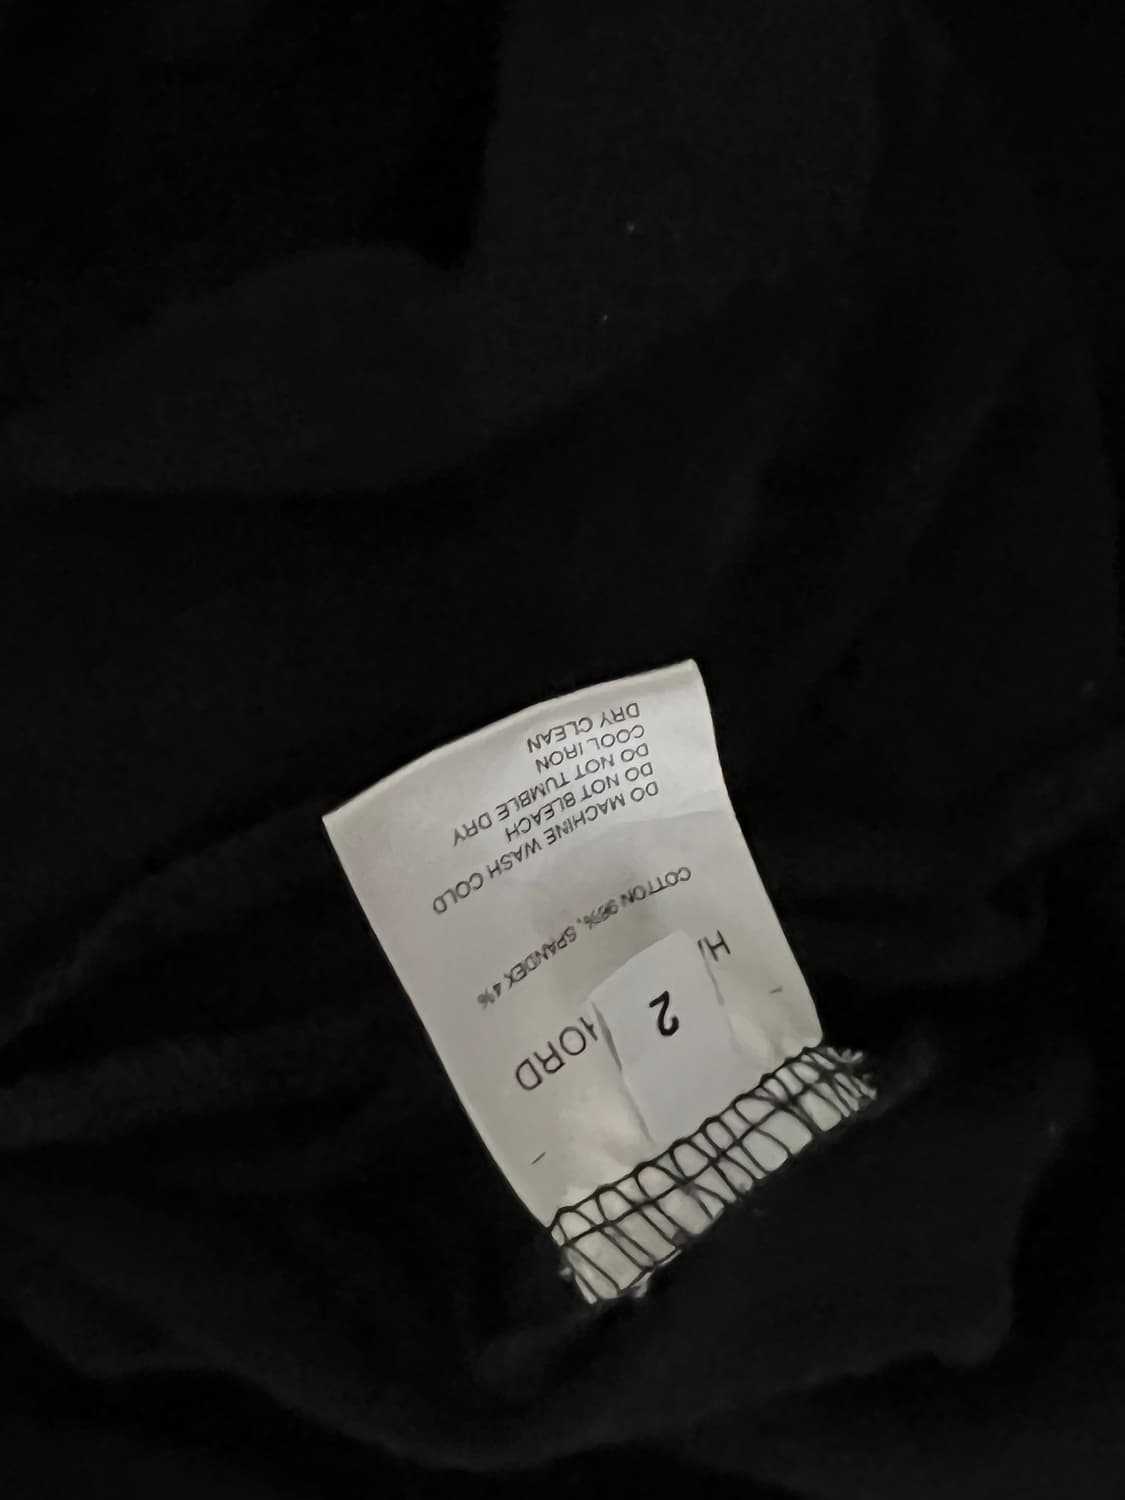 2
COTTON 96%, SPANDEX 4%
DO MACHINE WASH COLD
DO NOT BLEACH
DO NOT TUMBLE DRY
COOL IRON
DRY CLEAN